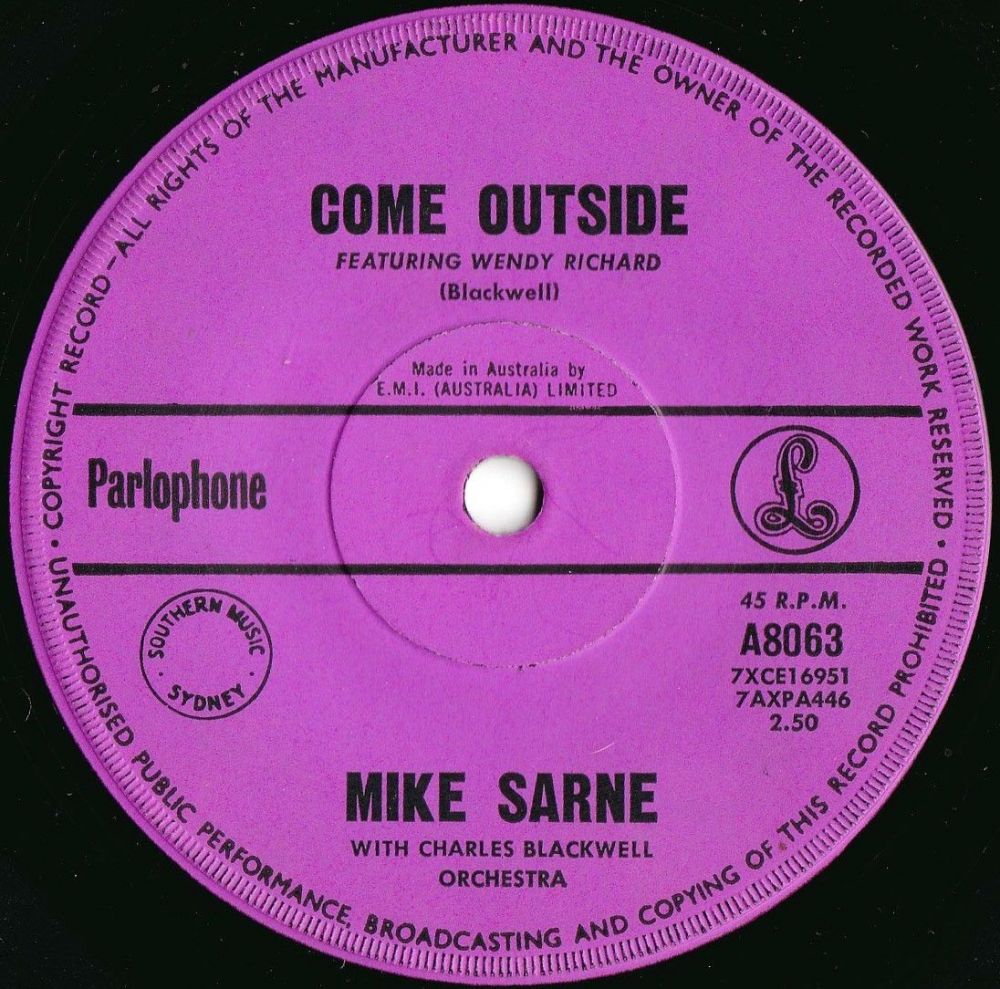 COPYRIGHT RECORD—ALL RIGHTS OF THE MANUFACTURER AND THE OWNER OF THE RECORDED WORK RESERVED •
UNAUTHORISED PUBLIC PERFORMANCE, BROADCASTING AND COPYING OF THIS RECORD PROHIBITED •
COME OUTSIDE
FEATURING WENDY RICHARD
(Blackwell)
Made in Australia by
E.M.I. (AUSTRALIA) LIMITED
Parlophone
£
SOUTHERN MUSIC
• SYDNEY •
45 R.P.M.
A8063
7XCE16951
7AXPA446
2.50
MIKE SARNE
WITH CHARLES BLACKWELL
ORCHESTRA